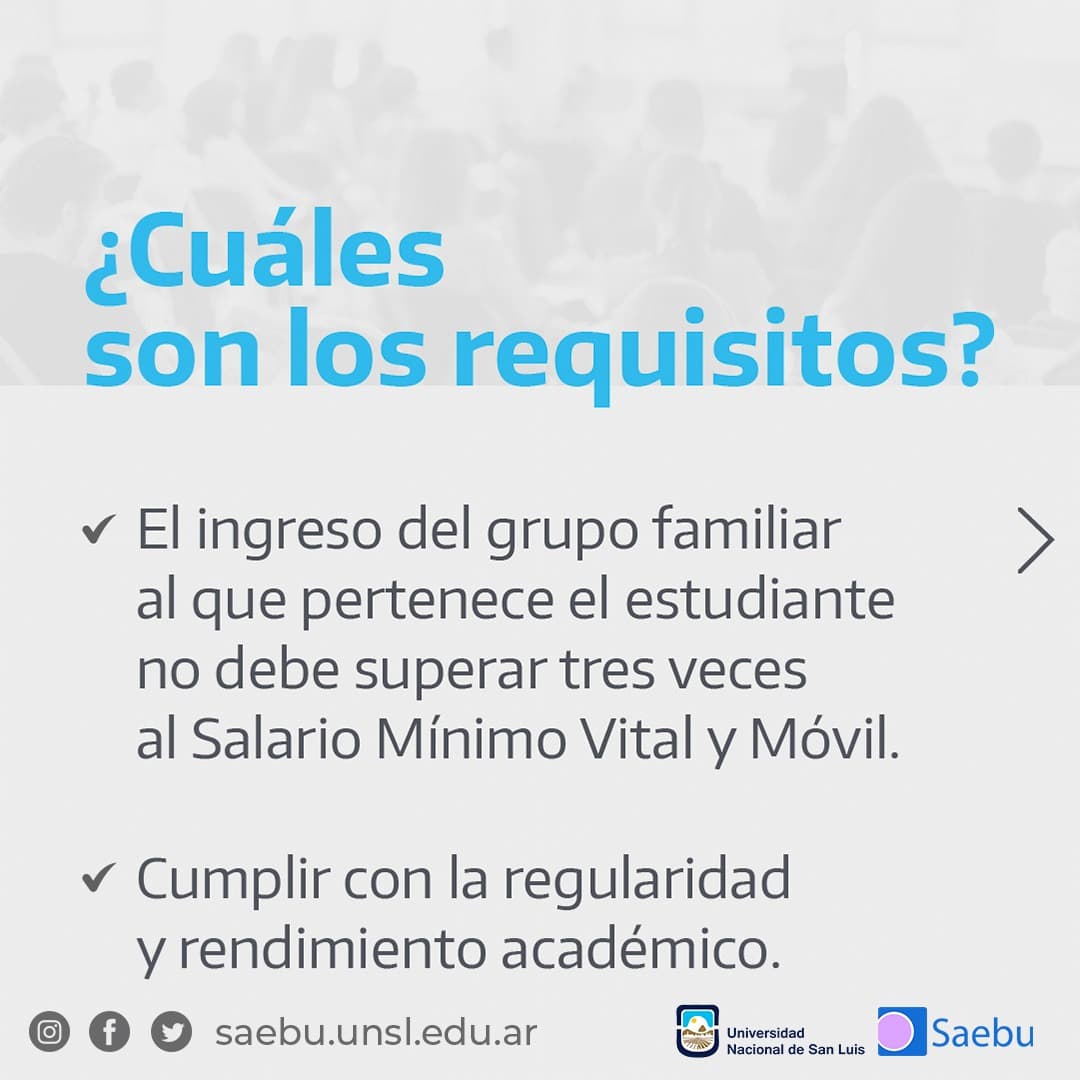 ¿Cuáles
son los requisitos?
El ingreso del grupo familiar
al que pertenece el estudiante
no debe superar tres veces
al Salario Mínimo Vital y Móvil.
Cumplir con la regularidad
y rendimiento académico.
saebu.unsl.edu.ar
Universidad
Nacional de San Luis
Saebu